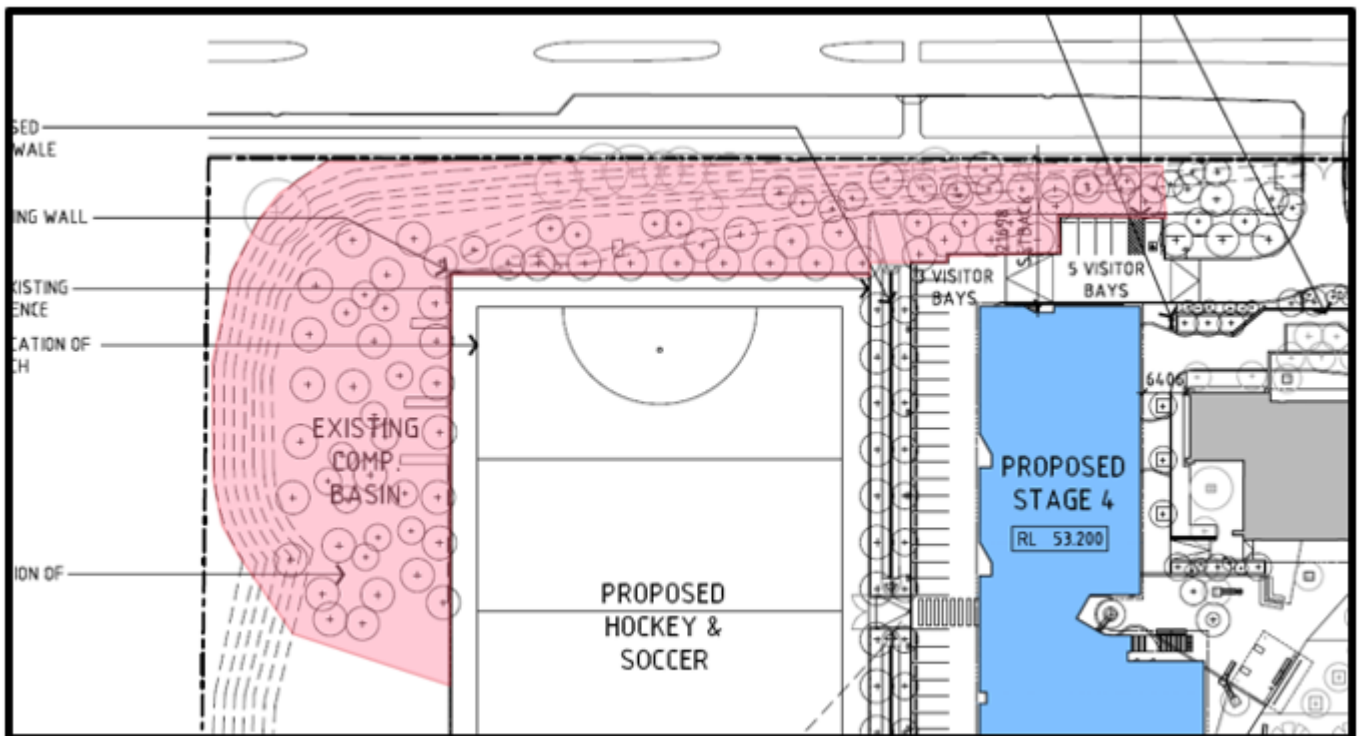 SED
WALE
ING WALL
XISTING
ENCE
CATION OF
CH
ION OF
EXISTING
COMP.
BASIN
21698
SETBACK
3 VISITOR
BAYS
5 VISITOR
BAYS
6406
PROPOSED
STAGE 4
RL 53.200
PROPOSED
HOCKEY &
SOCCER